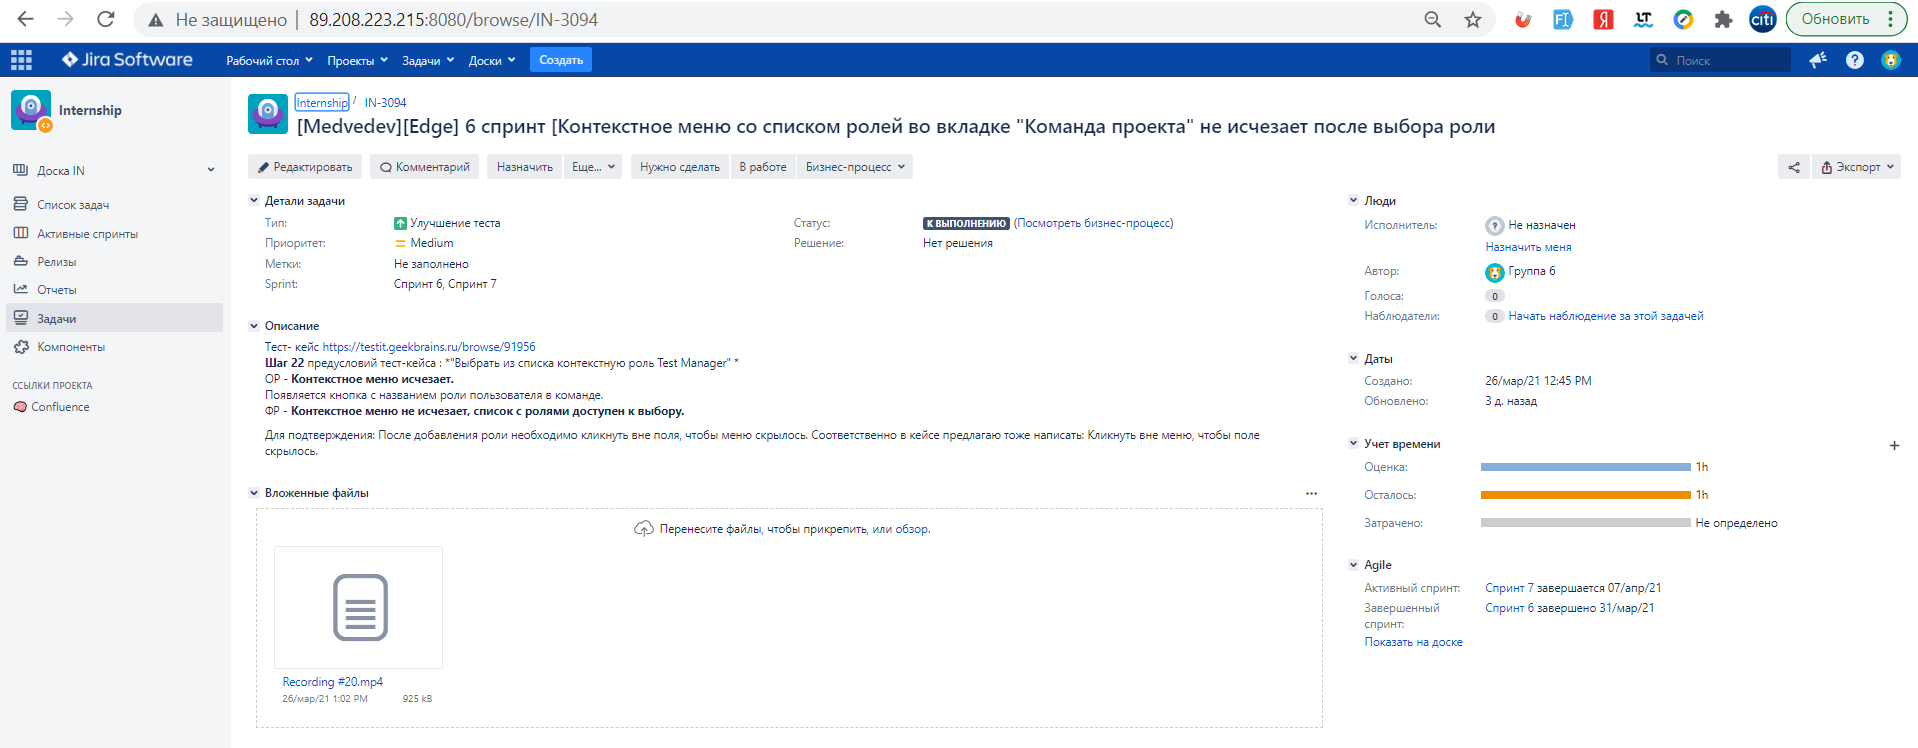 Не защищено | 89.208.223.215:8080/browse/IN-3094
FI Я LT citi Обновить
Jira Software Рабочий стол Проекты Задачи Доски Создать Поиск
Internship
Доска IN
Список задач
Активные спринты
Релизы
Отчеты
Задачи
Компоненты
ССЫЛКИ ПРОЕКТА
Confluence
Internship / IN-3094
[Medvedev][Edge] 6 спринт [Контекстное меню со списком ролей во вкладке "Команда проекта" не исчезает после выбора роли
Редактировать Комментарий Назначить Еще... Нужно сделать В работе Бизнес-процесс Экспорт
Детали задачи
Тип: Улучшение теста Статус: К ВЫПОЛНЕНИЮ (Посмотреть бизнес-процесс)
Приоритет: Medium Решение: Нет решения
Метки: Не заполнено
Sprint: Спринт 6, Спринт 7
Описание
Тест- кейс https://testit.geekbrains.ru/browse/91956
Шаг 22 предусловий тест-кейса : *"Выбрать из списка контекстную роль Test Manager" *
ОР - Контекстное меню исчезает.
Появляется кнопка с названием роли пользователя в команде.
ФР - Контекстное меню не исчезает, список с ролями доступен к выбору.
Для подтверждения: После добавления роли необходимо кликнуть вне поля, чтобы меню скрылось. Соответственно в кейсе предлагаю тоже написать: Кликнуть вне меню, чтобы поле
скрылось.
Вложенные файлы
Перенесите файлы, чтобы прикрепить, или обзор.
Recording #20.mp4
26/мар/21 1:02 PM 925 kB
Люди
Исполнитель: Не назначен
Назначить меня
Автор: Группа 6
Голоса: 0
Наблюдатели: 0 Начать наблюдение за этой задачей
Даты
Создано: 26/мар/21 12:45 PM
Обновлено: 3 д. назад
Учет времени
Оценка: 1h
Осталось: 1h
Затрачено: Не определено
Agile
Активный спринт: Спринт 7 завершается 07/апр/21
Завершенный спринт: Спринт 6 завершено 31/мар/21
Показать на доске